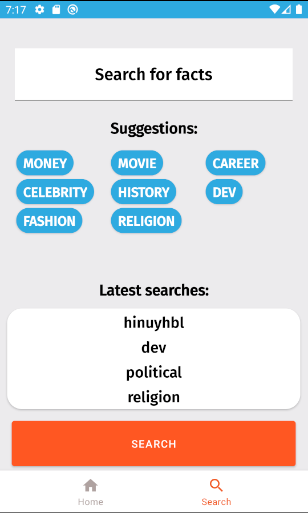 7:17
Search for facts
Suggestions:
MONEY MOVIE CAREER
CELEBRITY HISTORY DEV
FASHION RELIGION
Latest searches:
hinuyhbl
dev
political
religion
SEARCH
Home Search